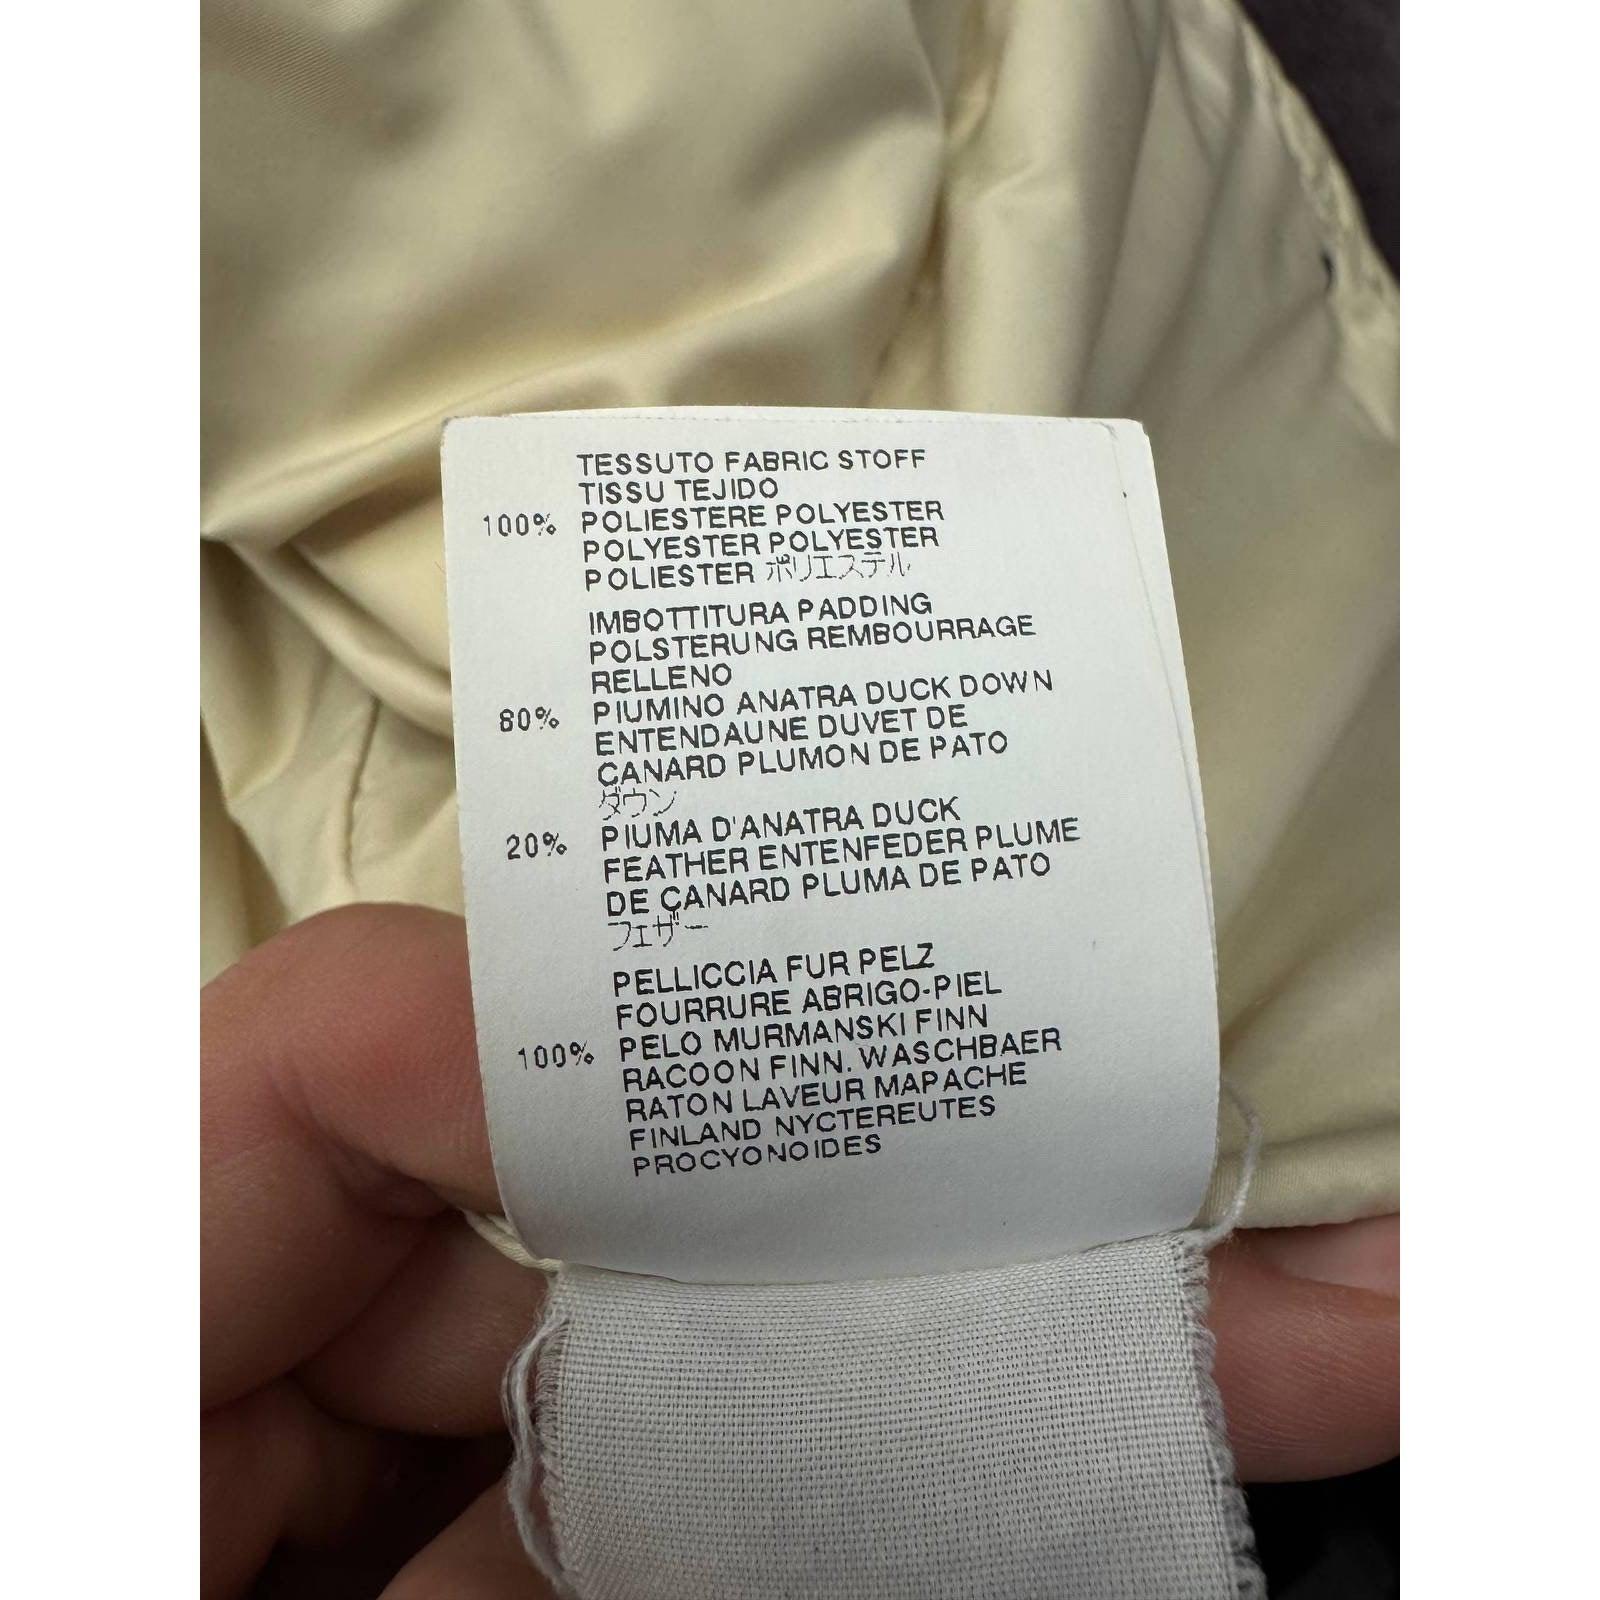 TESSUTO FABRIC STOFF
TISSU TEJIDO
100% POLIESTERE POLYESTER
POLYESTER POLYESTER
POLIESTER ポリエステル
IMBOTTITURA PADDING
POLSTERUNG REMBOURRAGE
RELLENO
80% PIUMINO ANATRA DUCK DOWN
ENTENDAUNE DUVET DE
CANARD PLUMON DE PATO
ダウン
20% PIUMA D'ANATRA DUCK
FEATHER ENTENFEDER PLUME
DE CANARD PLUMA DE PATO
フェザー
PELLICCIA FUR PELZ
FOURRURE ABRIGO-PIEL
100% PELO MURMANSKI FINN
RACOON FINN. WASCHBAER
RATON LAVEUR MAPACHE
FINLAND NYCTEREUTES
PROCYONOIDES